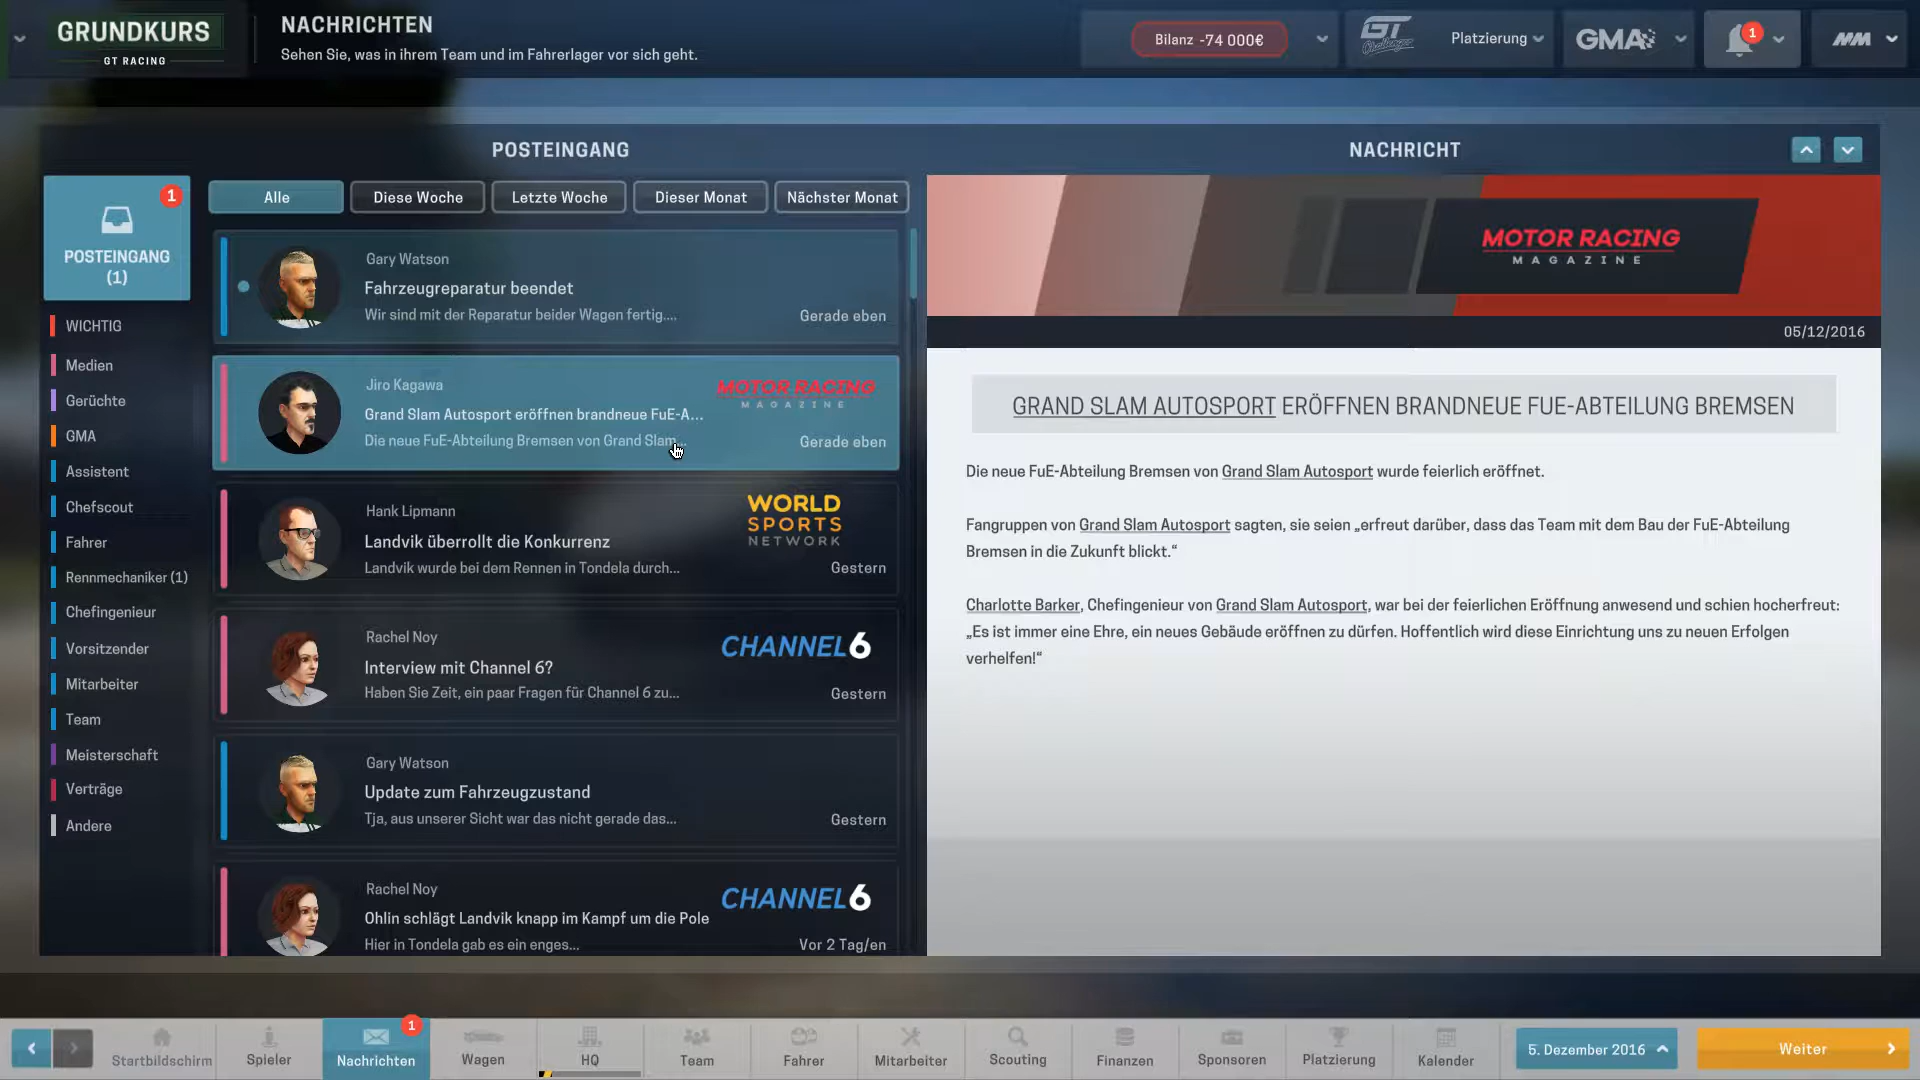 GRUNDKURS
GT RACING
NACHRICHTEN
Sehen Sie, was in ihrem Team und im Fahrerlager vor sich geht.
Bilanz -74 000€
GT
Challenger
Platzierung
GMA
1
POSTEINGANG
NACHRICHT
1
POSTEINGANG
(1)
WICHTIG
Medien
Gerüchte
GMA
Assistent
Chefscout
Fahrer
Rennmechaniker (1)
Chefingenieur
Vorsitzender
Mitarbeiter
Team
Meisterschaft
Verträge
Andere
Alle
Diese Woche
Letzte Woche
Dieser Monat
Nächster Monat
Gary Watson
Fahrzeugreparatur beendet
Wir sind mit der Reparatur beider Wagen fertig....
Gerade eben
Jiro Kagawa
MOTOR RACING
MAGAZINE
Grand Slam Autosport eröffnen brandneue FuE-A...
Die neue FuE-Abteilung Bremsen von Grand Slam...
Gerade eben
Hank Lipmann
WORLD
SPORTS
NETWORK
Landvik überrollt die Konkurrenz
Landvik wurde bei dem Rennen in Tondela durch...
Gestern
Rachel Noy
CHANNEL 6
Interview mit Channel 6?
Haben Sie Zeit, ein paar Fragen für Channel 6 zu...
Gestern
Gary Watson
Update zum Fahrzeugzustand
Tja, aus unserer Sicht war das nicht gerade das...
Gestern
Rachel Noy
CHANNEL 6
Ohlin schlägt Landvik knapp im Kampf um die Pole
Hier in Tondela gab es ein enges...
Vor 2 Tag/en
MOTOR RACING
MAGAZINE
05/12/2016
GRAND SLAM AUTOSPORT ERÖFFNEN BRANDNEUE FUE-ABTEILUNG BREMSEN
Die neue FuE-Abteilung Bremsen von Grand Slam Autosport wurde feierlich eröffnet.
Fangruppen von Grand Slam Autosport sagten, sie seien „erfreut darüber, dass das Team mit dem Bau der FuE-Abteilung
Bremsen in die Zukunft blickt.“
Charlotte Barker, Chefingenieur von Grand Slam Autosport, war bei der feierlichen Eröffnung anwesend und schien hocherfreut:
„Es ist immer eine Ehre, ein neues Gebäude eröffnen zu dürfen. Hoffentlich wird diese Einrichtung uns zu neuen Erfolgen
verhelfen!“
Startbildschirm
Spieler
1
Nachrichten
Wagen
HQ
Team
Fahrer
Mitarbeiter
Scouting
Finanzen
Sponsoren
Platzierung
Kalender
5. Dezember 2016
Weiter